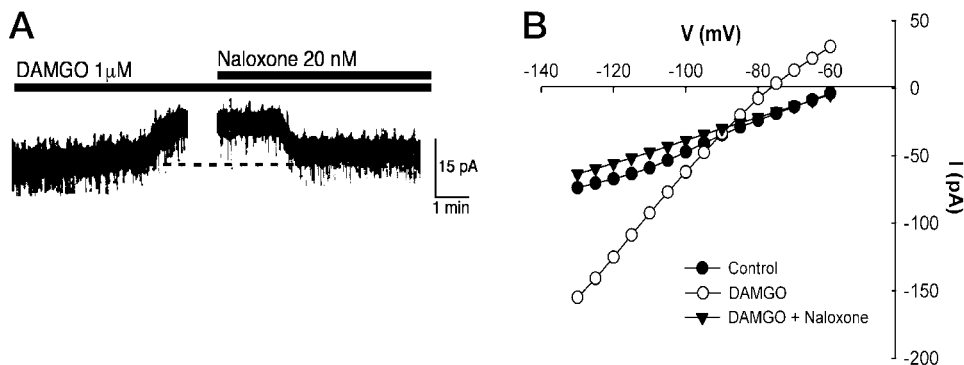 A
DAMGO 1µM
Naloxone 20 nM
15 pA
1 min
B
V (mV)
-140 -120 -100 -80 -60
50
0
-50
-100
-150
-200
I (pA)
Control
DAMGO
DAMGO + Naloxone